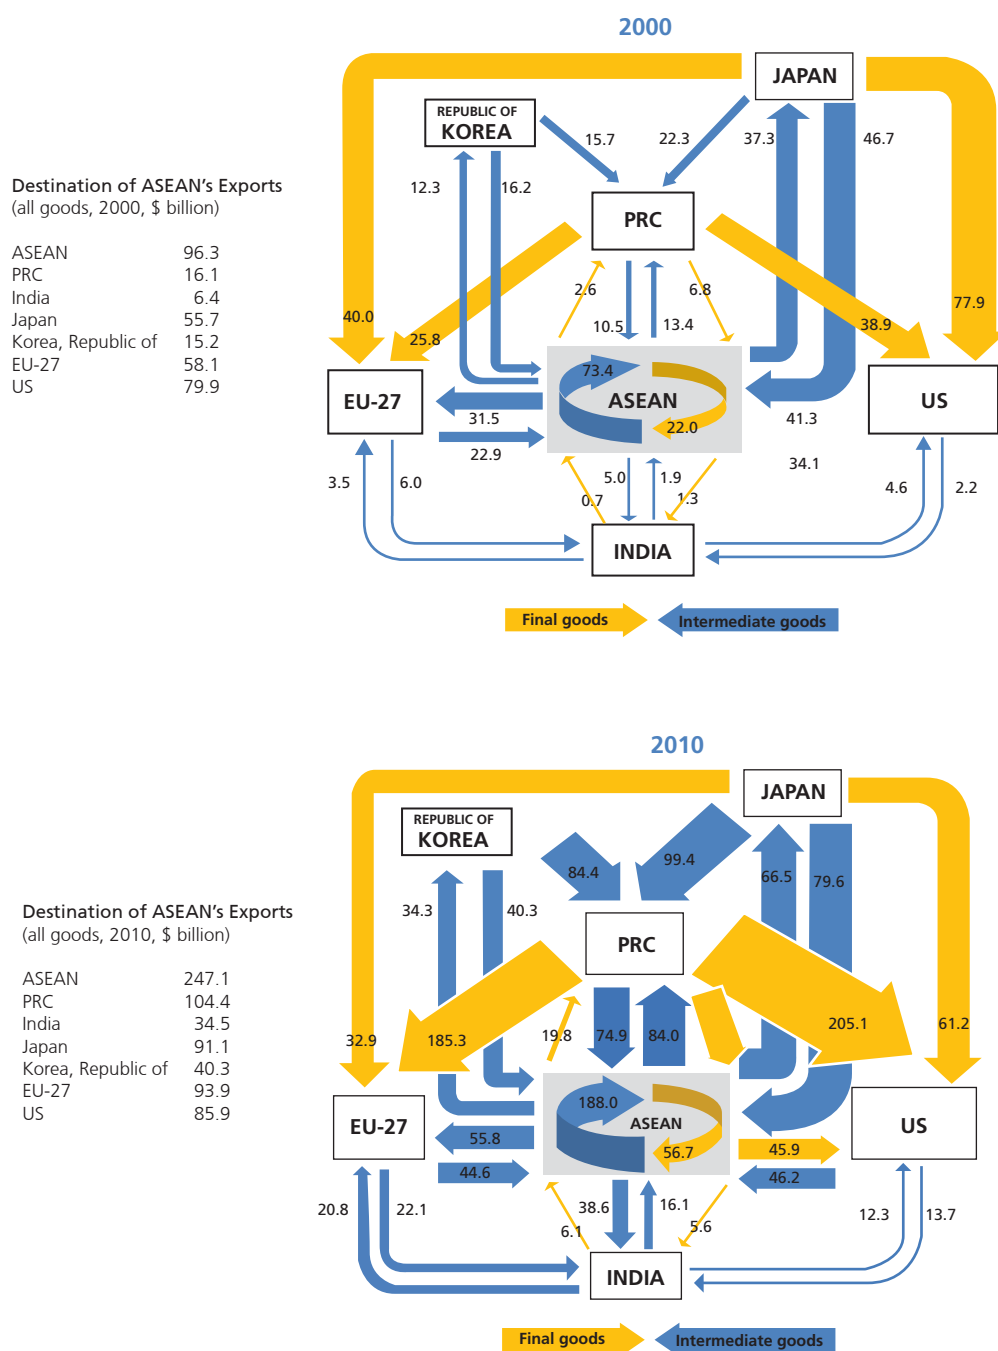 2000
JAPAN
REPUBLIC OF
KOREA
15.7
22.3
37.3
46.7
Destination of ASEAN's Exports
(all goods, 2000, $ billion)
12.3
16.2
PRC
ASEAN 96.3
PRC 16.1
India 6.4
Japan 55.7
Korea, Republic of 15.2
EU-27 58.1
US 79.9
2.6
6.8
40.0
25.8
10.5
13.4
38.9
77.9
73.4
EU-27
ASEAN
US
31.5
22.0
41.3
22.9
34.1
3.5
6.0
5.0
1.9
0.7
1.3
4.6
2.2
INDIA
Final goods
Intermediate goods
2010
JAPAN
REPUBLIC OF
KOREA
84.4
99.4
66.5
79.6
Destination of ASEAN's Exports
(all goods, 2010, $ billion)
34.3
40.3
PRC
ASEAN 247.1
PRC 104.4
India 34.5
Japan 91.1
Korea, Republic of 40.3
EU-27 93.9
US 85.9
32.9
185.3
19.8
74.9
84.0
205.1
61.2
188.0
EU-27
ASEAN
US
55.8
56.7
45.9
44.6
46.2
20.8
22.1
38.6
16.1
6.1
5.6
12.3
13.7
INDIA
Final goods
Intermediate goods